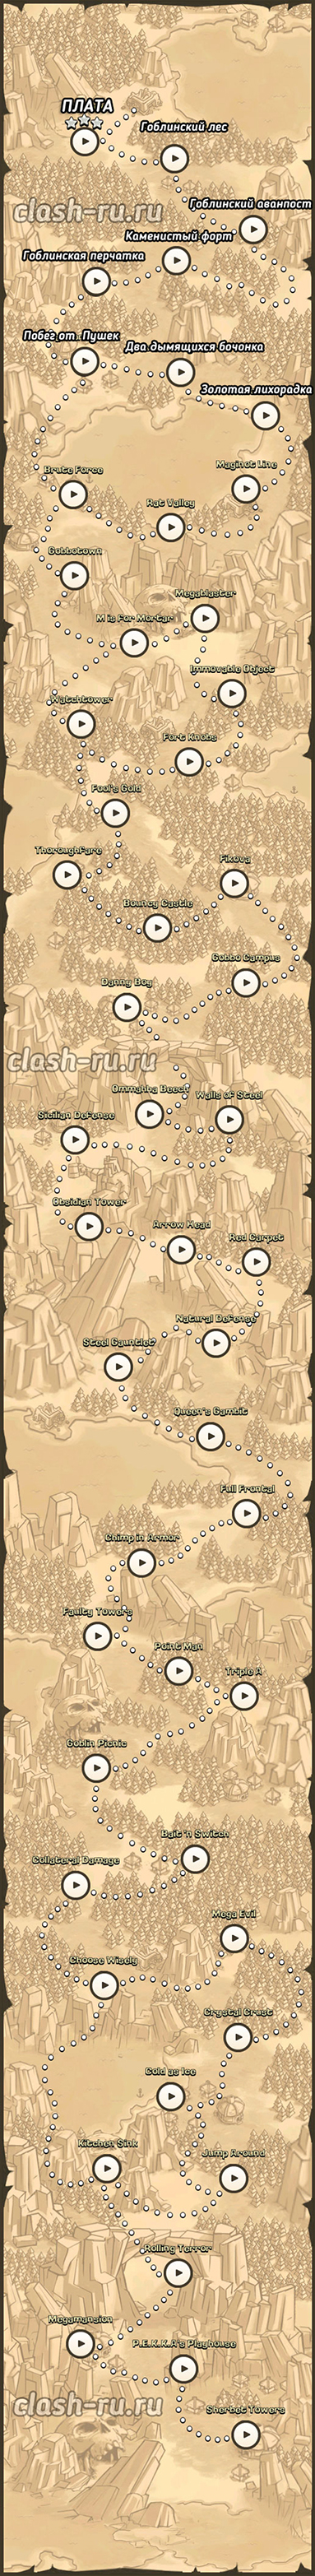 ПЛАТА
Гоблинский лес
clash-ru.ru
Гоблинский аванпост
Каменистый форт
Гоблинская перчатка
Побег от Пушек
Два дымящихся бочонка
Золотая лихорадка
Maginot Line
Brute Force
Rat Valley
Gobbotown
Megablaster
M is For Mortar
Immovable Object
Watchtower
Fort Knobs
Fool's Gold
ThoroughFare
Fikova
Bouncy Castle
Gobbo Campus
Danny Boy
clash-ru.ru
Ommahha Beech
Walls oF Steel
Sicilian DeFense
Obsidian Tower
Arrow Head
Red Carpet
Natural DeFense
Steel Gauntlet
Queen's Gambit
Full Frontal
Chimp in Armor
Faulty Towers
Point Man
Triple A
Goblin Picnic
Bait 'n Switch
Collateral Damage
Mega Evil
Choose Wisely
Crystal Crust
Cold as Ice
Kitchen Sink
Jump Around
Rolling Terror
Megamansion
P.E.K.K.A's Playhouse
clash-ru.ru
Sherbet Towers